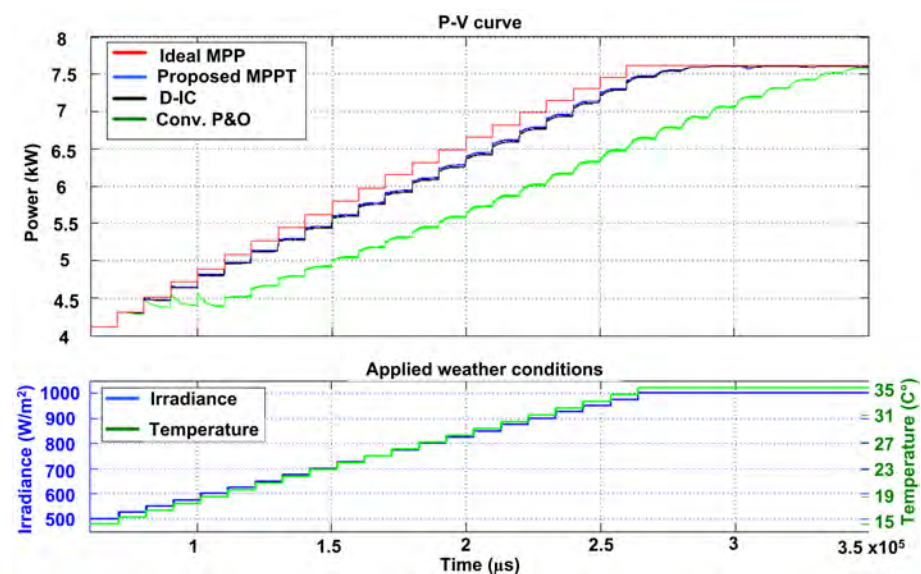 P-V curve
8
7.5
7
6.5
6
5.5
5
4.5
4
Power (kW)
Ideal MPP
Proposed MPPT
D-IC
Conv. P&O
Applied weather conditions
1000
900
800
700
600
500
Irradiance (W/m²)
Irradiance
Temperature
35
31
27
23
19
15
Temperature (C°)
1
1.5
2
2.5
3
3.5 x10⁵
Time (µs)